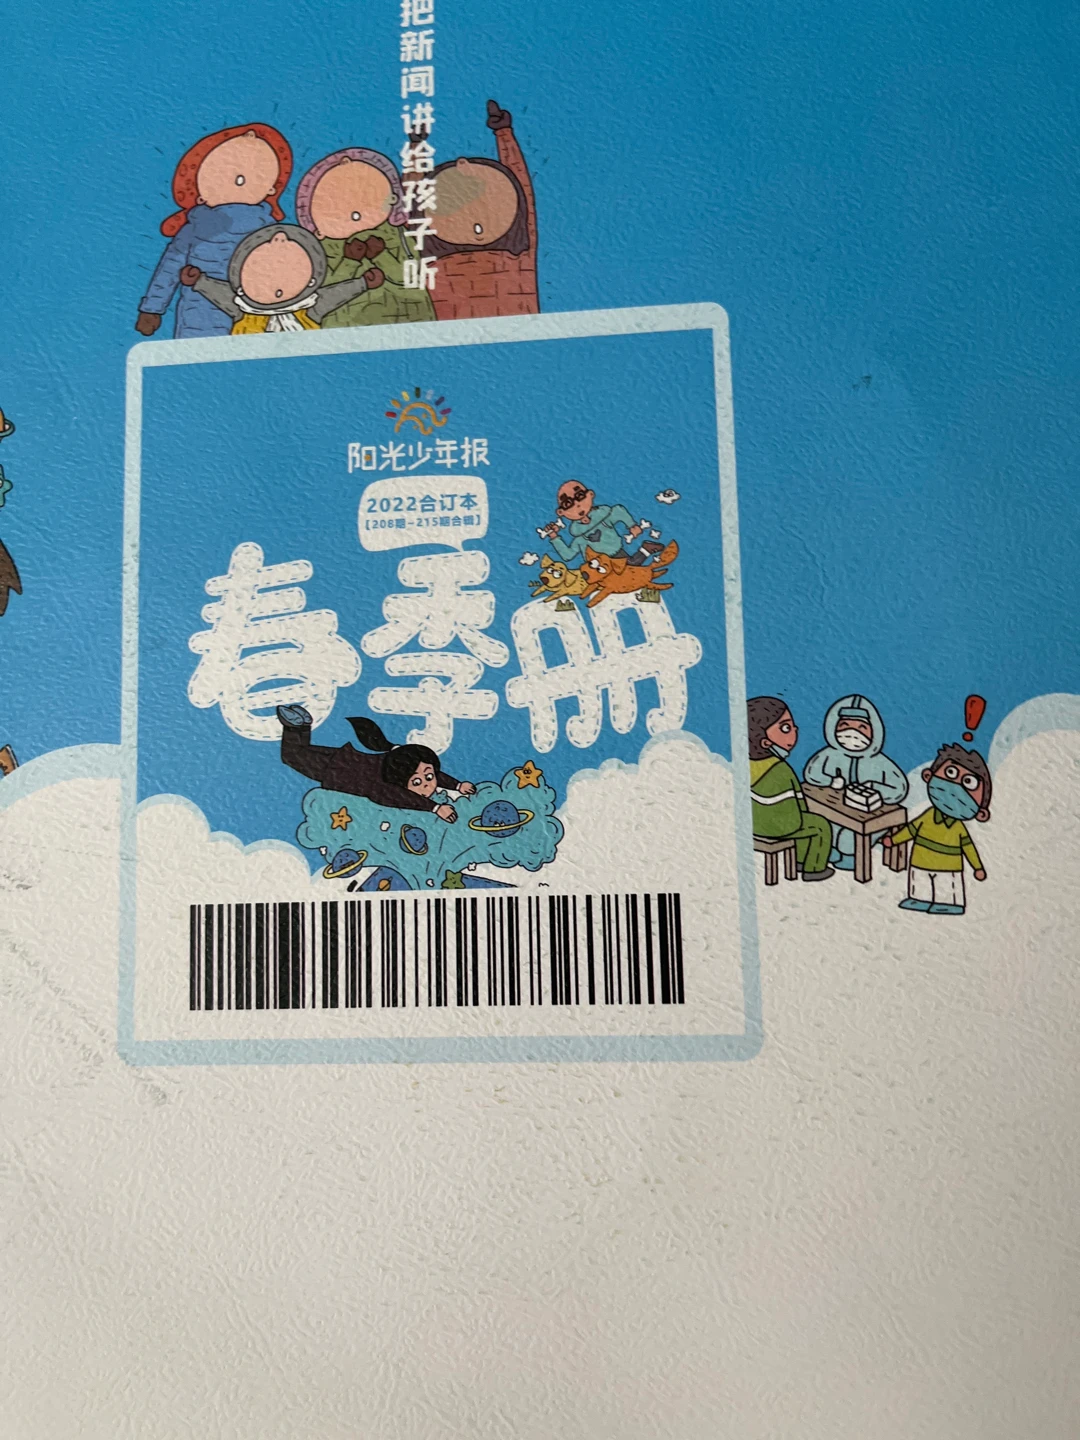 把新闻讲给孩子听
阳光少年报
2022合订本
【208期-215期合辑】
春季册